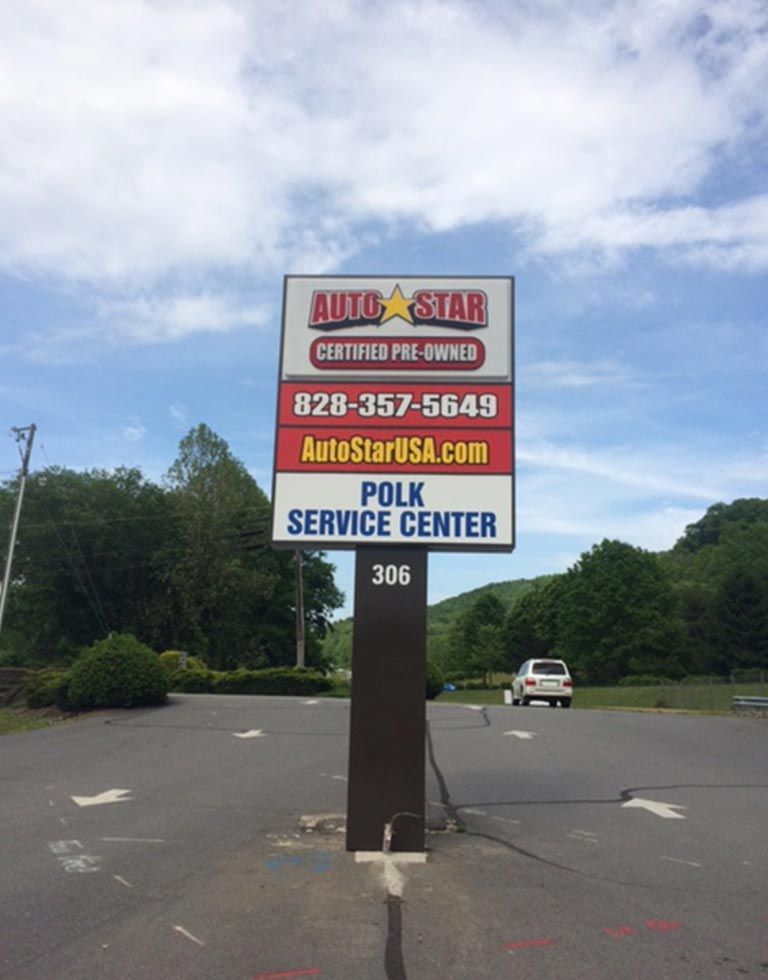 AUTO STAR
CERTIFIED PRE-OWNED
828-357-5649
AutoStarUSA.com
POLK
SERVICE CENTER
306